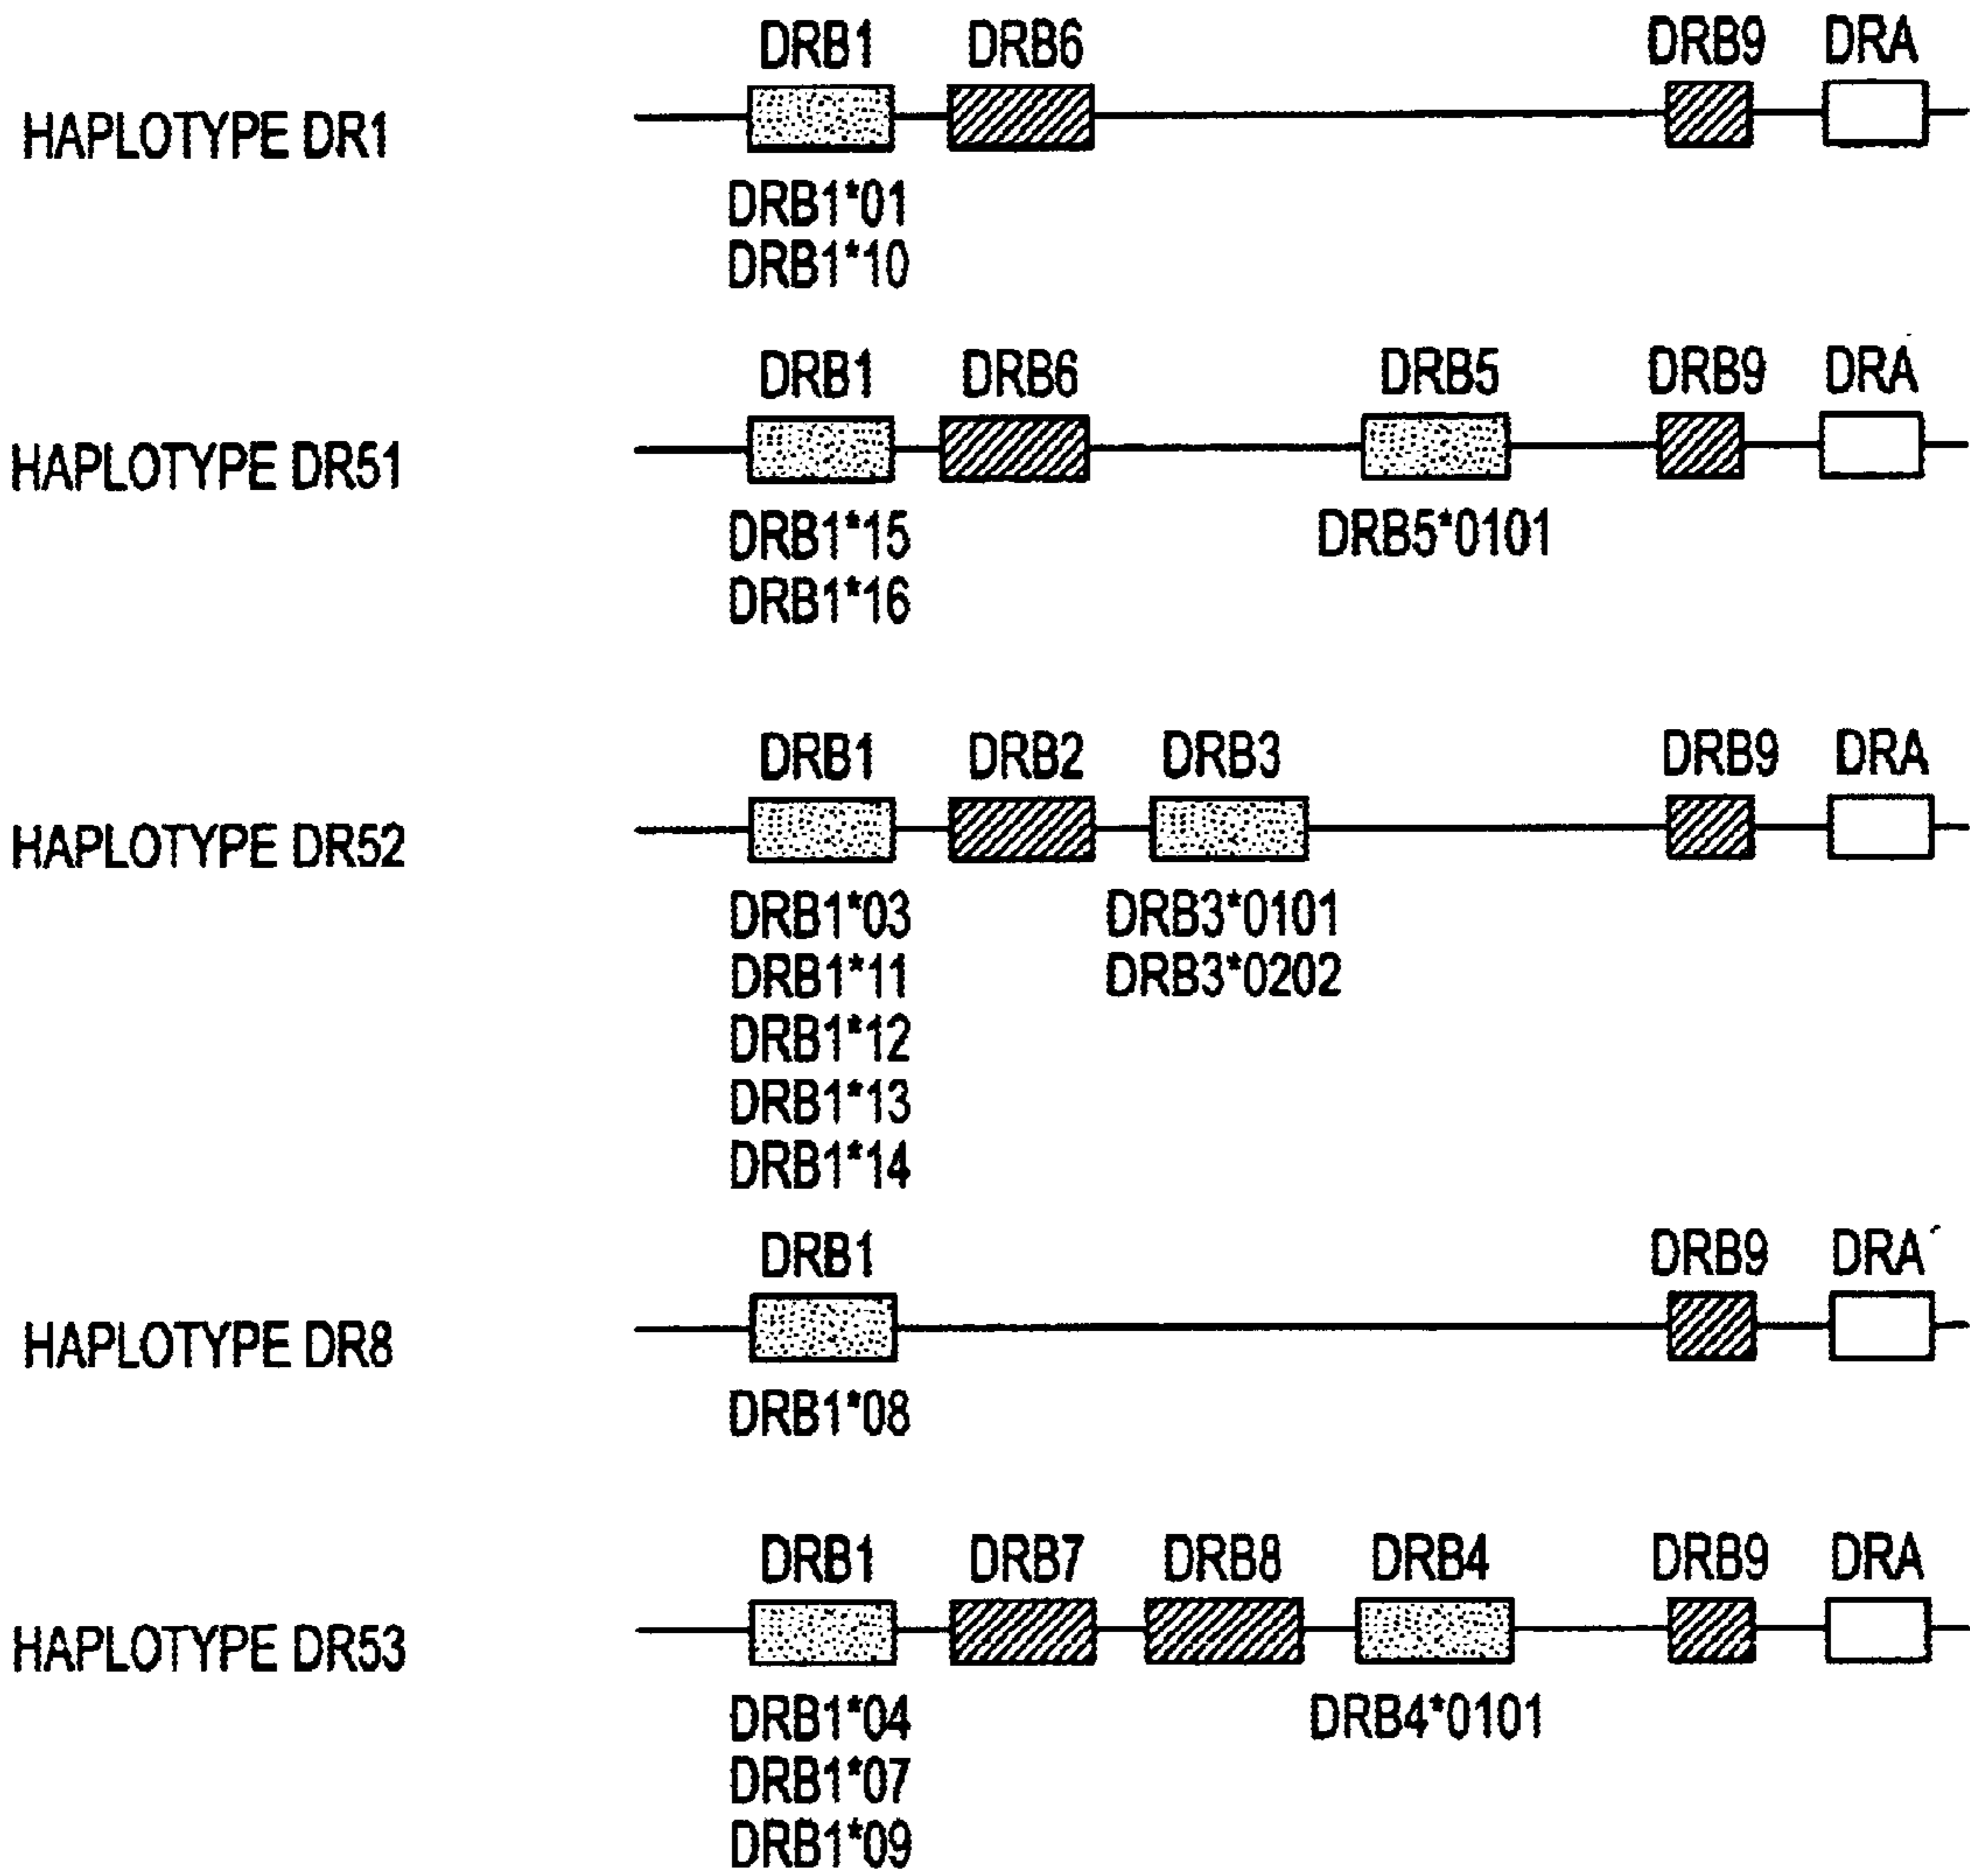 DRB1 DRB6 DRB9 DRA
HAPLOTYPE DR1
DRB1*01
DRB1*10
DRB1 DRB6 DRB5 DRB9 DRA
HAPLOTYPE DR51
DRB1*15 DRB5*0101
DRB1*16
DRB1 DRB2 DRB3 DRB9 DRA
HAPLOTYPE DR52
DRB1*03 DRB3*0101
DRB1*11 DRB3*0202
DRB1*12
DRB1*13
DRB1*14
DRB1 DRB9 DRA
HAPLOTYPE DR8
DRB1*08
DRB1 DRB7 DRB8 DRB4 DRB9 DRA
HAPLOTYPE DR53
DRB1*04 DRB4*0101
DRB1*07
DRB1*09